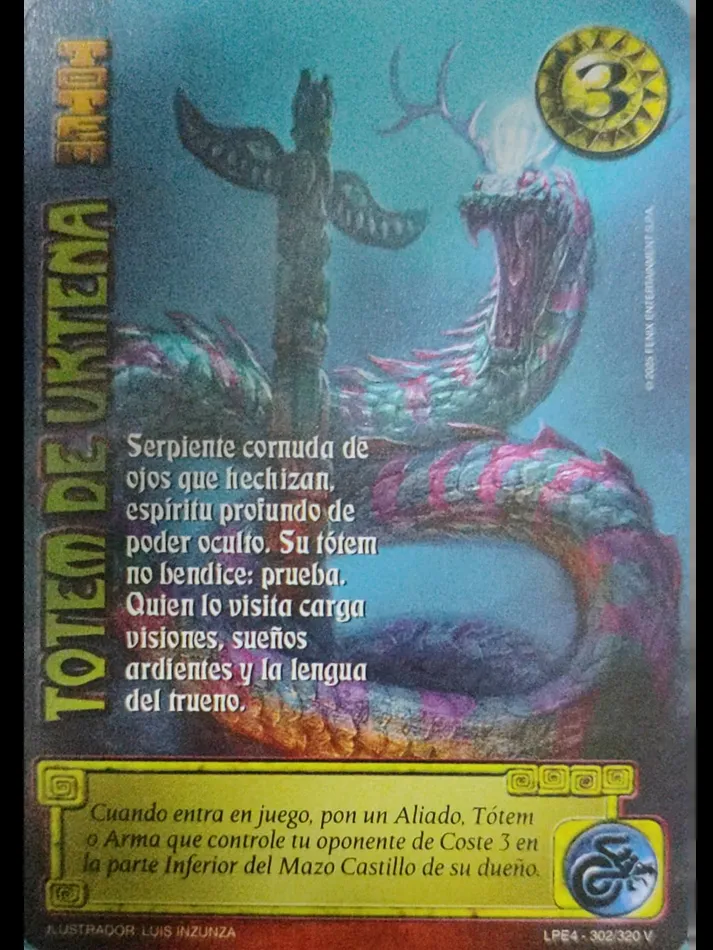 TOTEM
3
TOTEM DE UKTENA
© 2025 FENIX ENTERTAINMENT S.P.A.
Serpiente cornuda de
ojos que hechizan,
espíritu profundo de
poder oculto. Su tótem
no bendice: prueba.
Quien lo visita carga
visiones, sueños
ardientes y la lengua
del trueno.
Cuando entra en juego, pon un Aliado, Tótem
o Arma que controle tu oponente de Coste 3 en
la parte Inferior del Mazo Castillo de su dueño.
ILUSTRADOR LUIS INZUNZA
LPE4 - 302/320 V